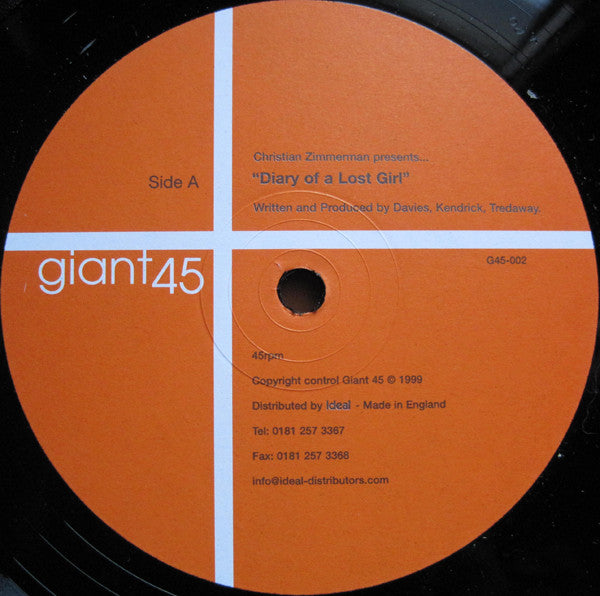 Christian Zimmerman presents...
Side A
"Diary of a Lost Girl"
Written and Produced by Davies, Kendrick, Tredaway.
giant45
G45-002
45rpm
Copyright control Giant 45 © 1999
Distributed by Ideal - Made in England
Tel: 0181 257 3367
Fax: 0181 257 3368
info@ideal-distributors.com